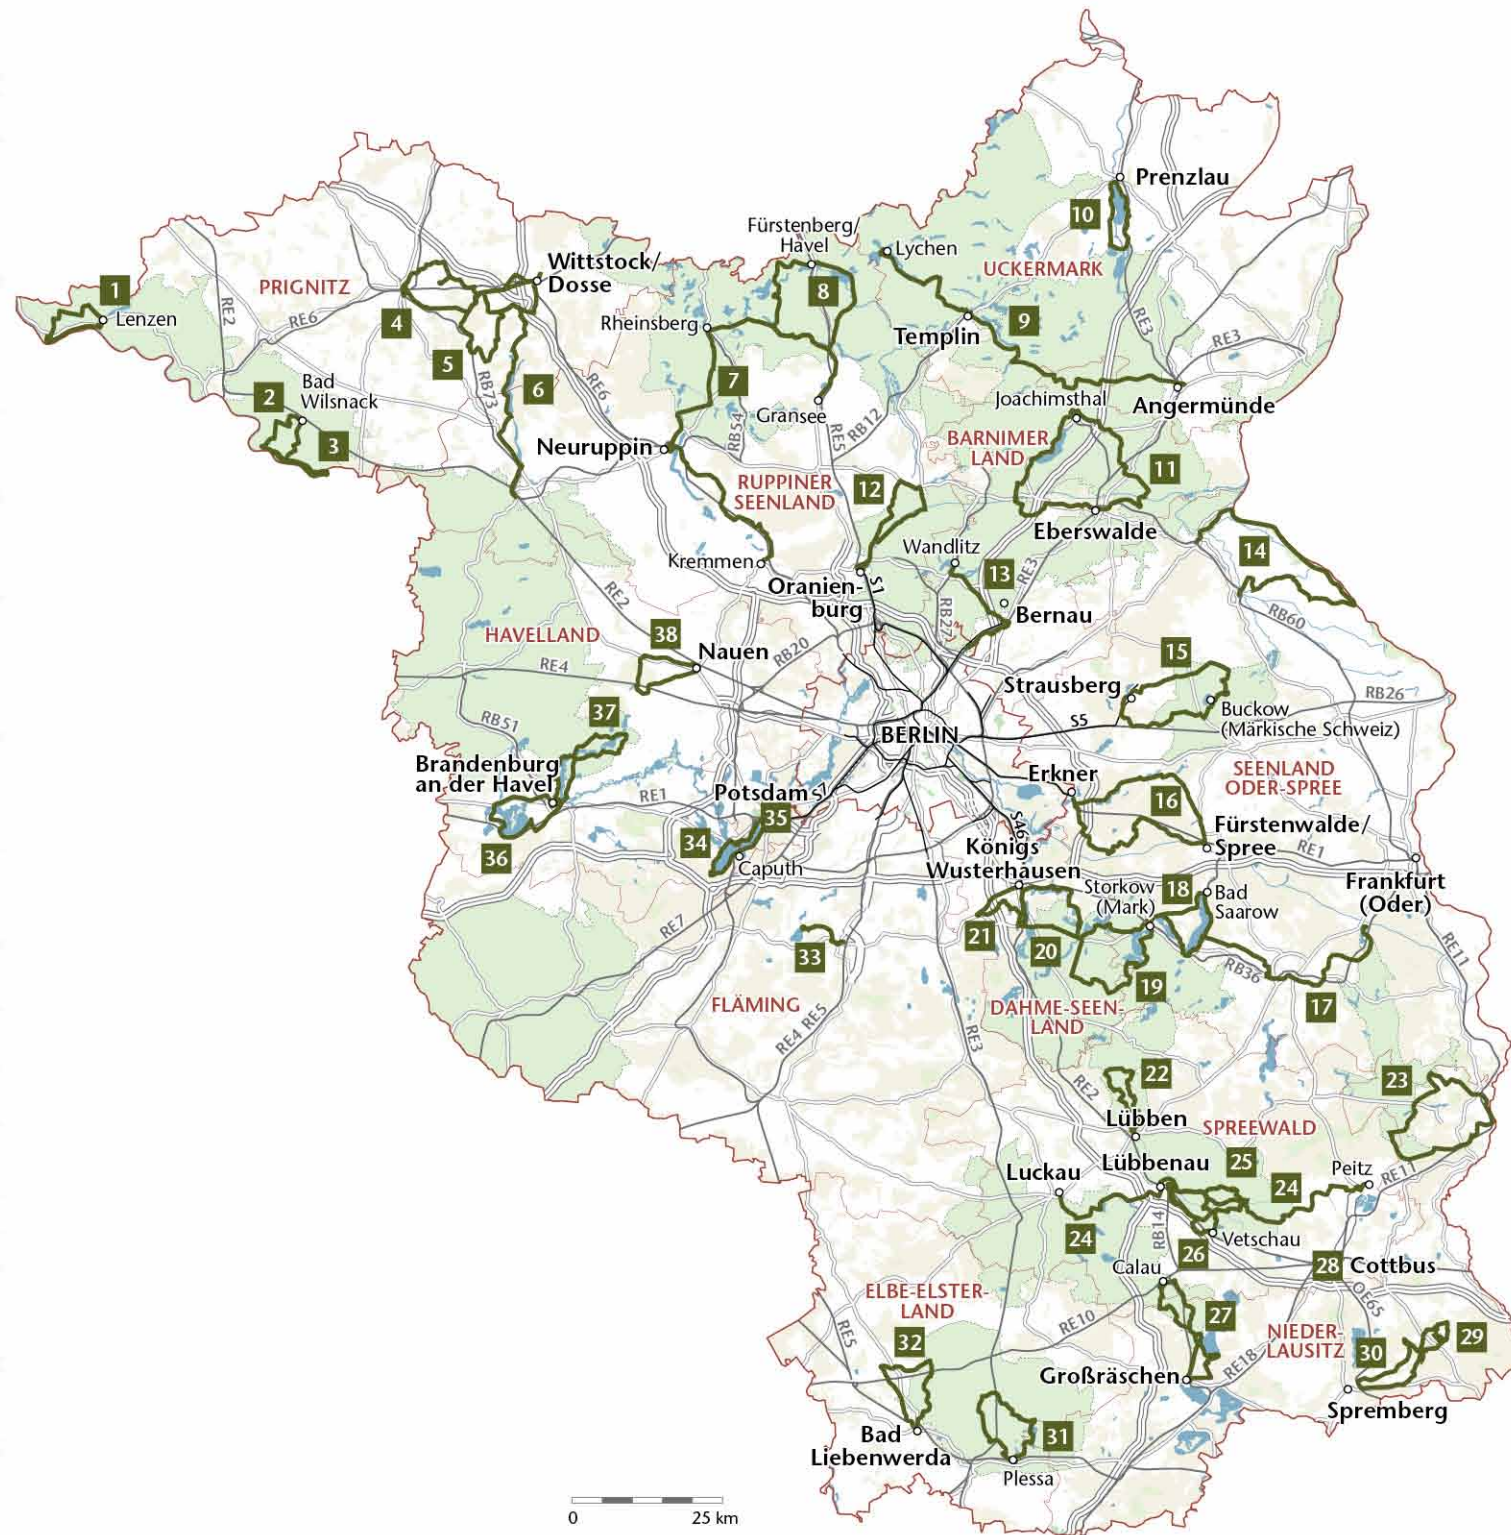 Prenzlau
10
Fürstenberg/
Havel
Lychen
UCKERMARK
Wittstock/
Dosse
PRIGNITZ
1
Lenzen
RE2
RE6
4
8
Rheinsberg
9
Templin
RE3
RE3
5
6
RB73
RE6
7
2
Bad
Wilsnack
3
Gransee
RB54
RE5
RB12
Joachimsthal
Angermünde
Neuruppin
BARNIMER
LAND
11
RUPPINER
SEENLAND
12
Eberswalde
Wandlitz
14
Kremmen
13
RE3
Oranien-
burg
S1
RB27
Bernau
RE2
RB60
HAVELLAND
38
Nauen
RB20
15
RE4
Strausberg
RB26
Buckow
(Märkische Schweiz)
S5
37
RB51
BERLIN
Brandenburg
an der Havel
Erkner
SEENLAND
ODER-SPREE
RE1
Potsdam
S7
16
35
S46
Fürstenwalde/
Spree
34
36
Caputh
Königs
Wusterhausen
RE1
Storkow
(Mark)
18
Bad
Saarow
Frankfurt
(Oder)
RE7
21
20
33
RB36
RE11
19
17
FLÄMING
DAHME-SEEN-
LAND
RE4 RE5
RE3
22
23
RE2
Lübben
SPREEWALD
25
Lübbenau
Luckau
24
Peitz
RE11
24
RB14
26
Vetschau
28
Cottbus
Calau
OE65
ELBE-ELSTER-
LAND
27
RE5
RE10
NIEDER-
LAUSITZ
29
30
32
RE18
Großräschen
Spremberg
Bad
Liebenwerda
31
Plessa
0
25 km